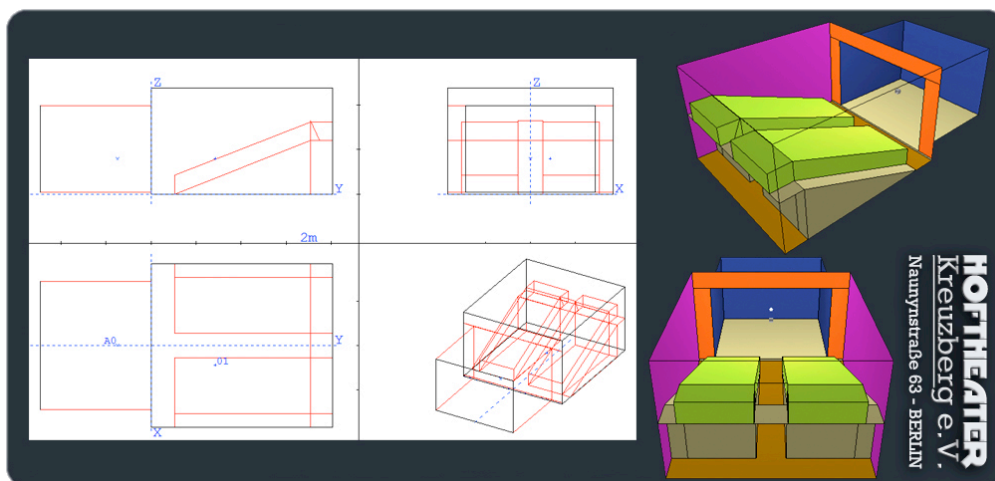 Z
Y
2m
Z
X
A0
01
Y
X
HOFTHEATER
Kreuzberg e.V.
Naunynstraße 63 - BERLIN